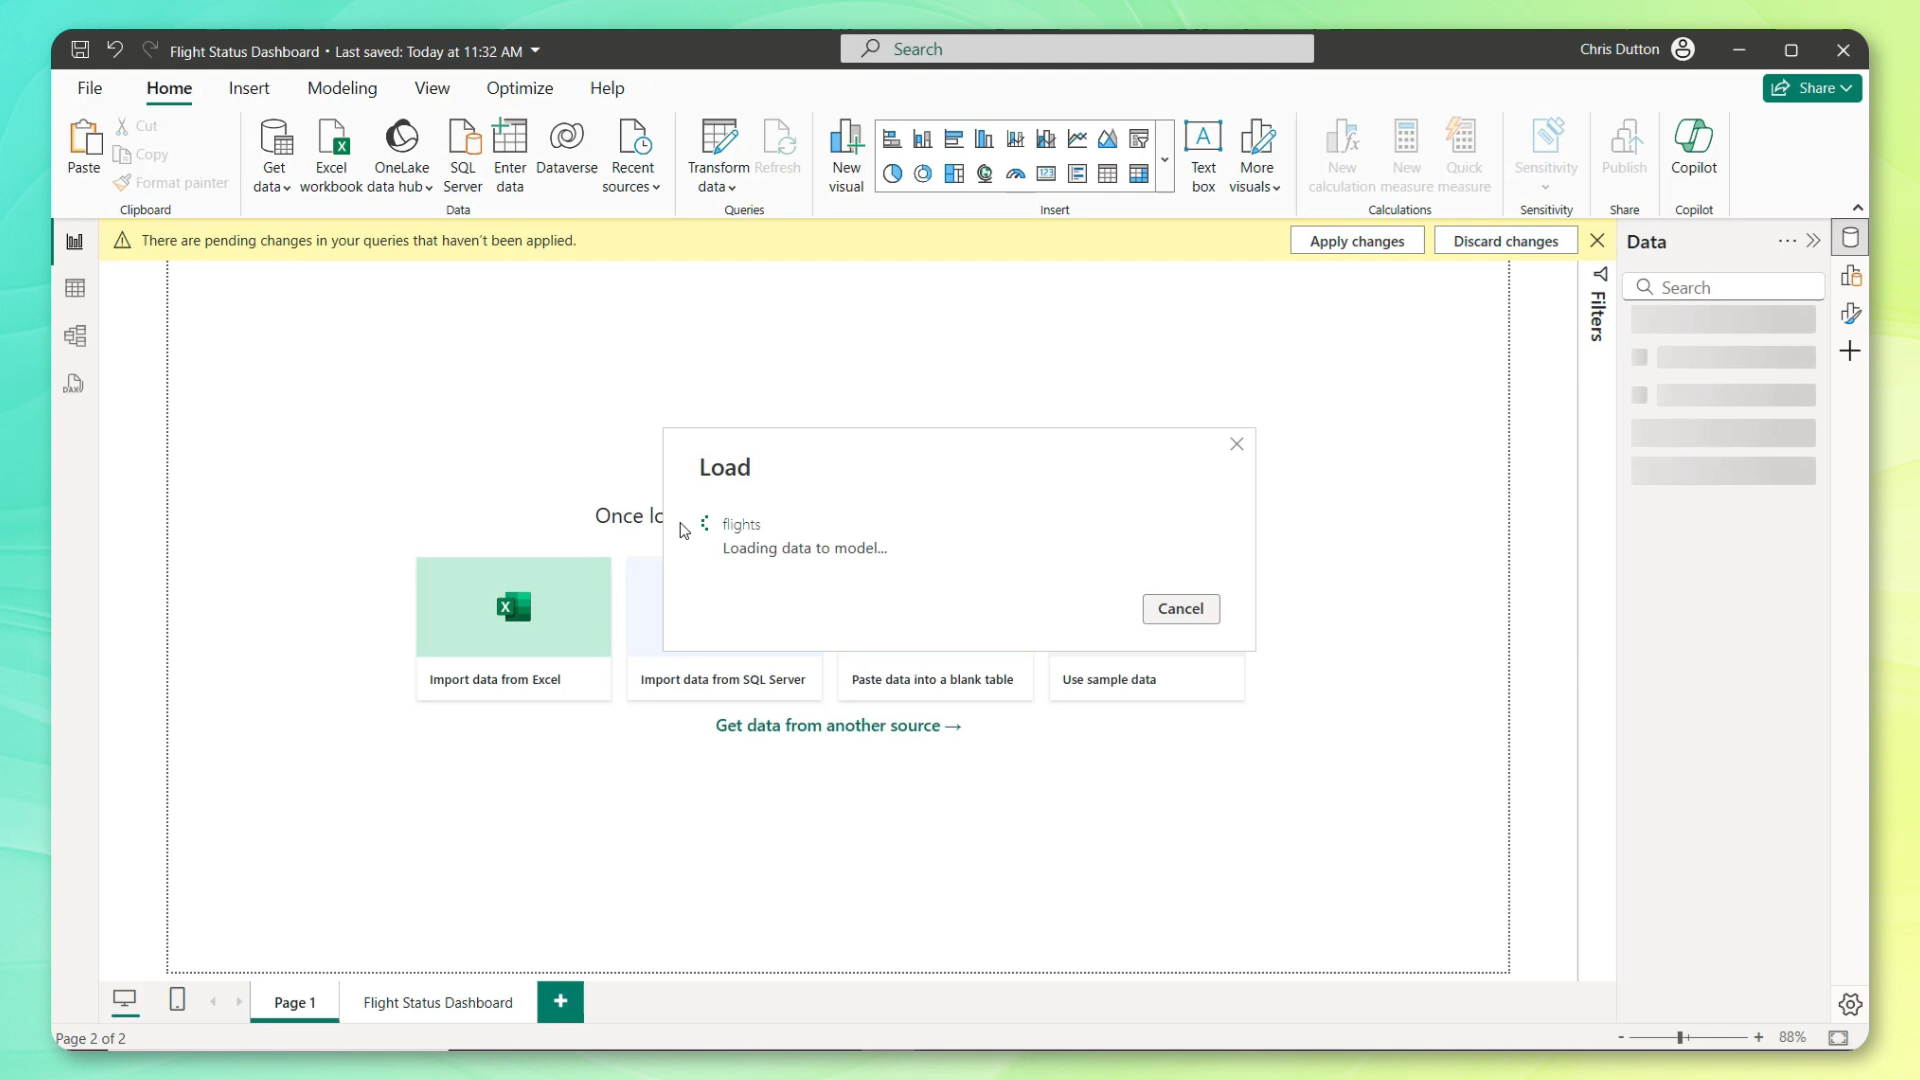 Flight Status Dashboard • Last saved: Today at 11:32 AM
Search
Chris Dutton
File
Home
Insert
Modeling
View
Optimize
Help
Share
Paste
Cut
Copy
Format painter
Clipboard
Get data
Excel workbook
OneLake data hub
SQL Server
Enter data
Dataverse
Recent sources
Data
Transform data
Refresh
Queries
New visual
Text box
More visuals
Insert
New calculation
New measure
Quick measure
Calculations
Sensitivity
Sensitivity
Publish
Share
Copilot
Copilot
There are pending changes in your queries that haven't been applied.
Apply changes
Discard changes
Data
Search
Filters
DAX
Load
flights
Loading data to model...
Cancel
Once lo
Import data from Excel
Import data from SQL Server
Paste data into a blank table
Use sample data
Get data from another source →
Page 1
Flight Status Dashboard
Page 2 of 2
88%